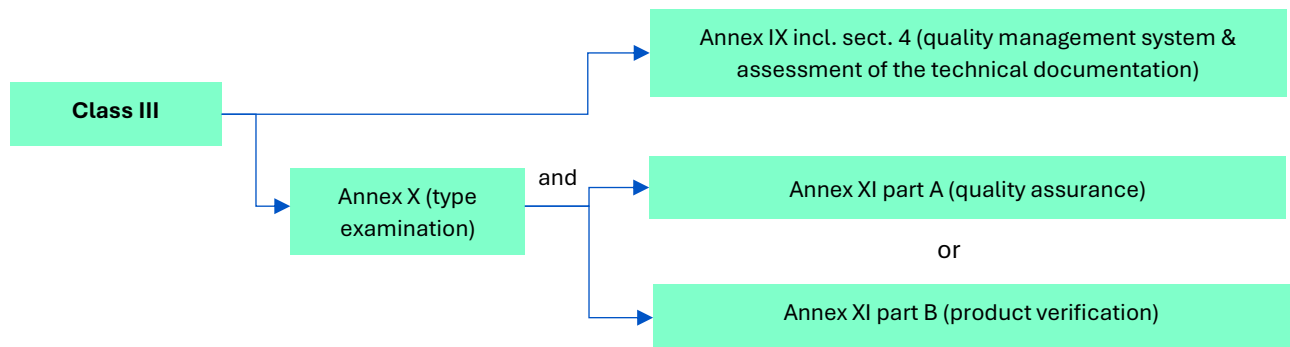 Annex IX incl. sect. 4 (quality management system &
assessment of the technical documentation)
Class III
Annex X (type
examination)
and
Annex XI part A (quality assurance)
or
Annex XI part B (product verification)